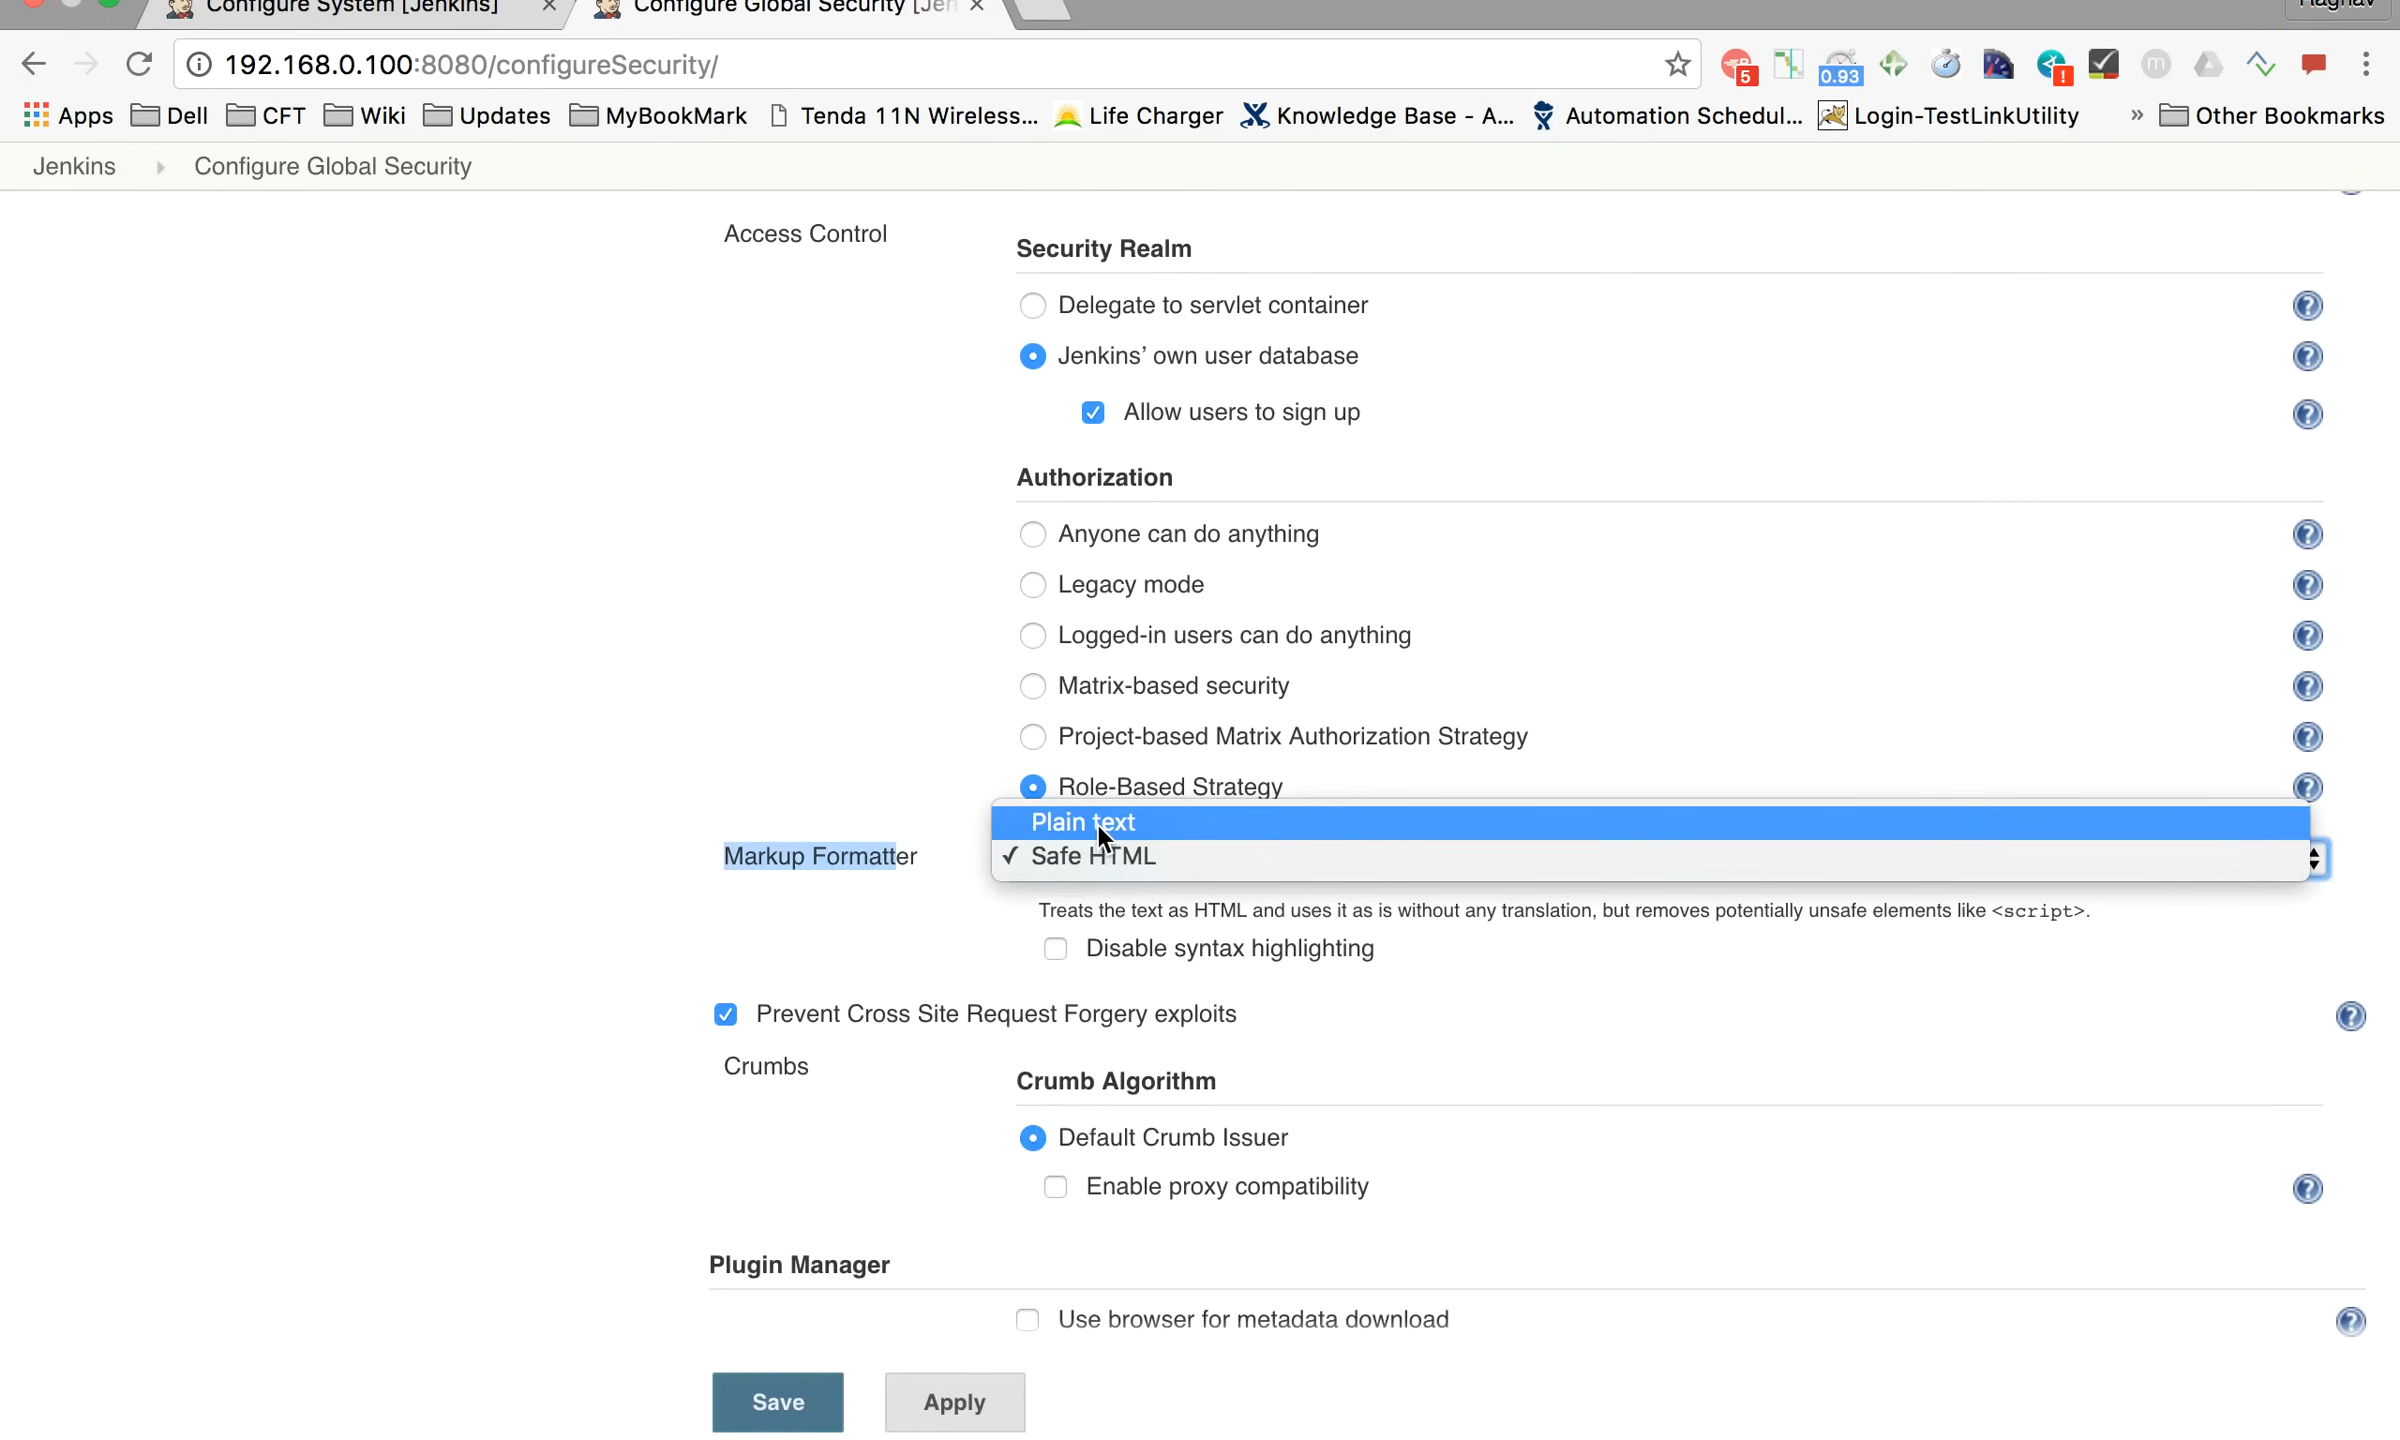 Configure System [Jenkins] Configure Global Security [Jen Raghav
192.168.0.100:8080/configureSecurity/
5 0.93 ! m
Apps Dell CFT Wiki Updates MyBookMark Tenda 11N Wireless... Life Charger Knowledge Base - A... Automation Schedul... Login-TestLinkUtility » Other Bookmarks
Jenkins Configure Global Security
Access Control
Security Realm
Delegate to servlet container
Jenkins’ own user database
Allow users to sign up
Authorization
Anyone can do anything
Legacy mode
Logged-in users can do anything
Matrix-based security
Project-based Matrix Authorization Strategy
Role-Based Strategy
Plain text
Markup Formatter ✓ Safe HTML
Treats the text as HTML and uses it as is without any translation, but removes potentially unsafe elements like <script>.
Disable syntax highlighting
Prevent Cross Site Request Forgery exploits
Crumbs
Crumb Algorithm
Default Crumb Issuer
Enable proxy compatibility
Plugin Manager
Use browser for metadata download
Save Apply